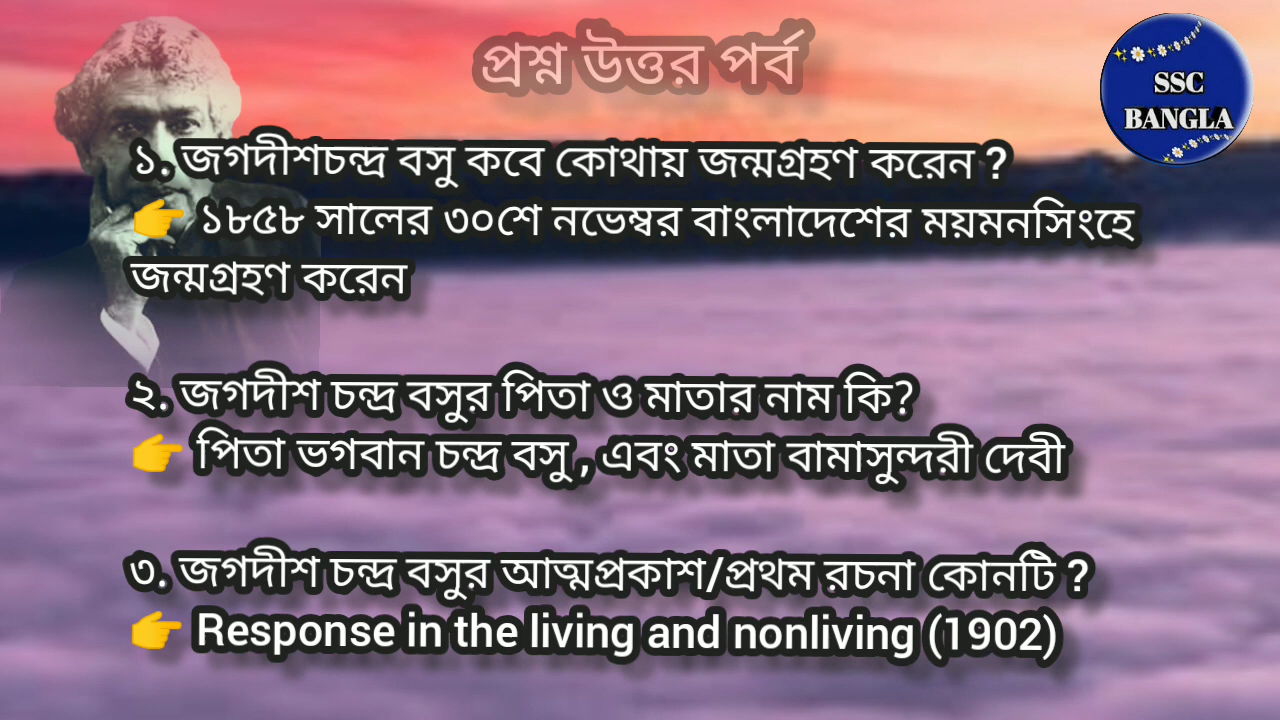 প্রশ্ন উত্তর পর্ব
SSC
BANGLA
১. জগদীশচন্দ্র বসু কবে কোথায় জন্মগ্রহণ করেন ?
👉 ১৮৫৮ সালের ৩০শে নভেম্বর বাংলাদেশের ময়মনসিংহে
জন্মগ্রহণ করেন
২. জগদীশ চন্দ্র বসুর পিতা ও মাতার নাম কি?
👉 পিতা ভগবান চন্দ্র বসু , এবং মাতা বামাসুন্দরী দেবী
৩. জগদীশ চন্দ্র বসুর আত্মপ্রকাশ/প্রথম রচনা কোনটি ?
👉 Response in the living and nonliving (1902)